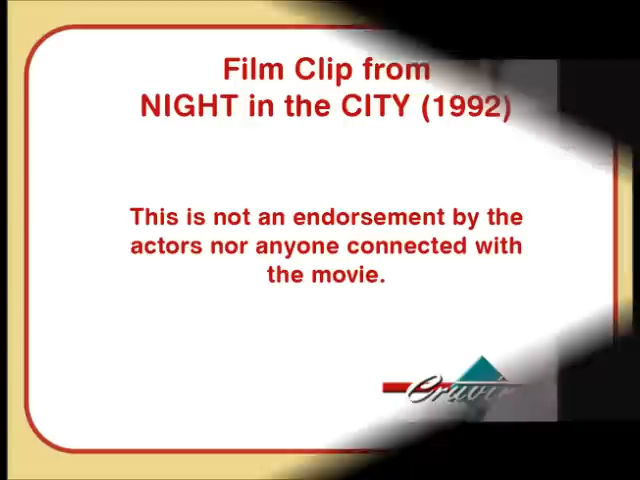 Film Clip from
NIGHT in the CITY (1992)
This is not an endorsement by the
actors nor anyone connected with
the movie.